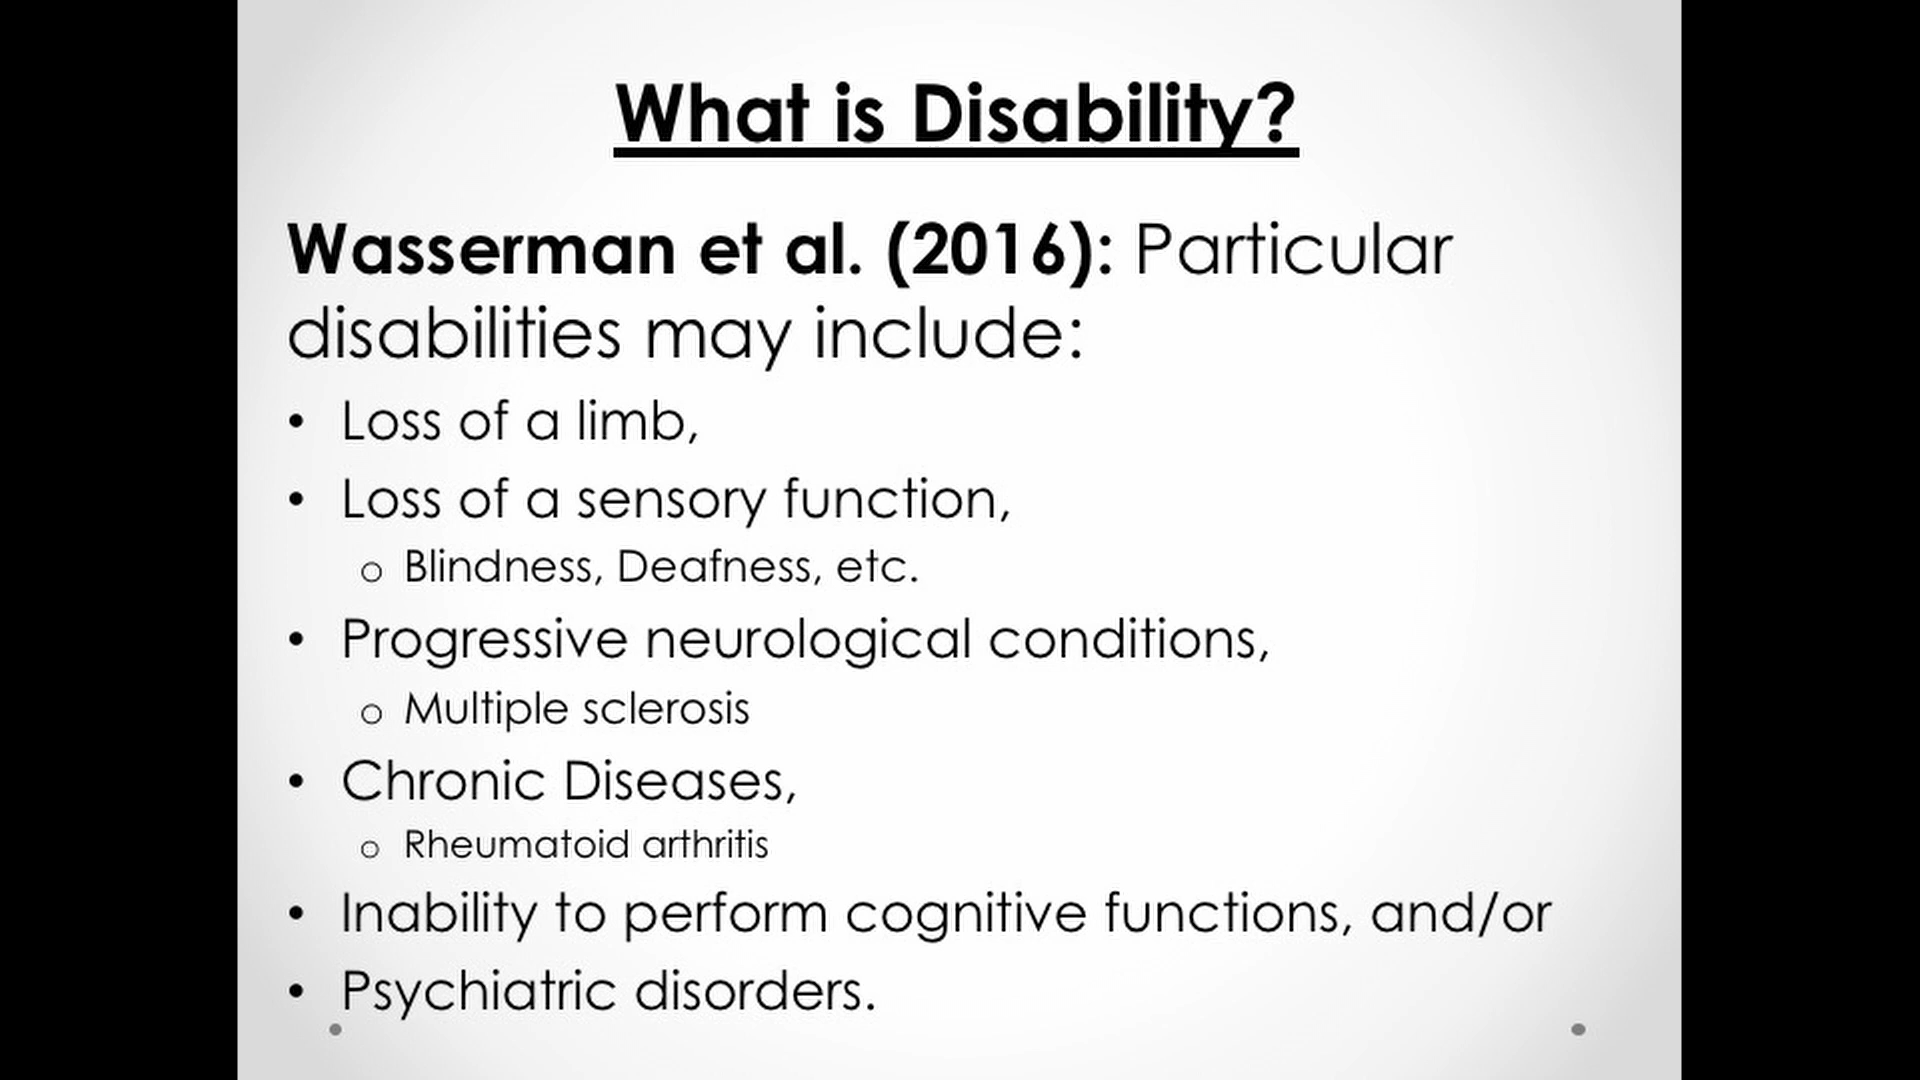 What is Disability?
Wasserman et al. (2016): Particular
disabilities may include:
• Loss of a limb,
• Loss of a sensory function,
o Blindness, Deafness, etc.
• Progressive neurological conditions,
o Multiple sclerosis
• Chronic Diseases,
o Rheumatoid arthritis
• Inability to perform cognitive functions, and/or
• Psychiatric disorders.